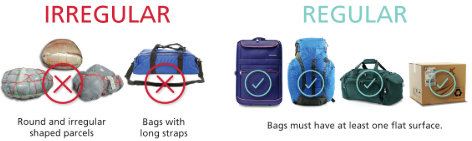 IRREGULAR
REGULAR
Round and irregular
shaped parcels
Bags with
long straps
Bags must have at least one flat surface.